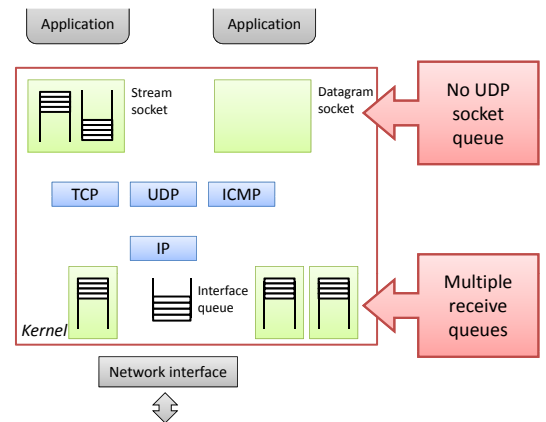 Application
Application
Stream
socket
Datagram
socket
No UDP
socket
queue
TCP
UDP
ICMP
IP
Interface
queue
Multiple
receive
queues
Kernel
Network interface